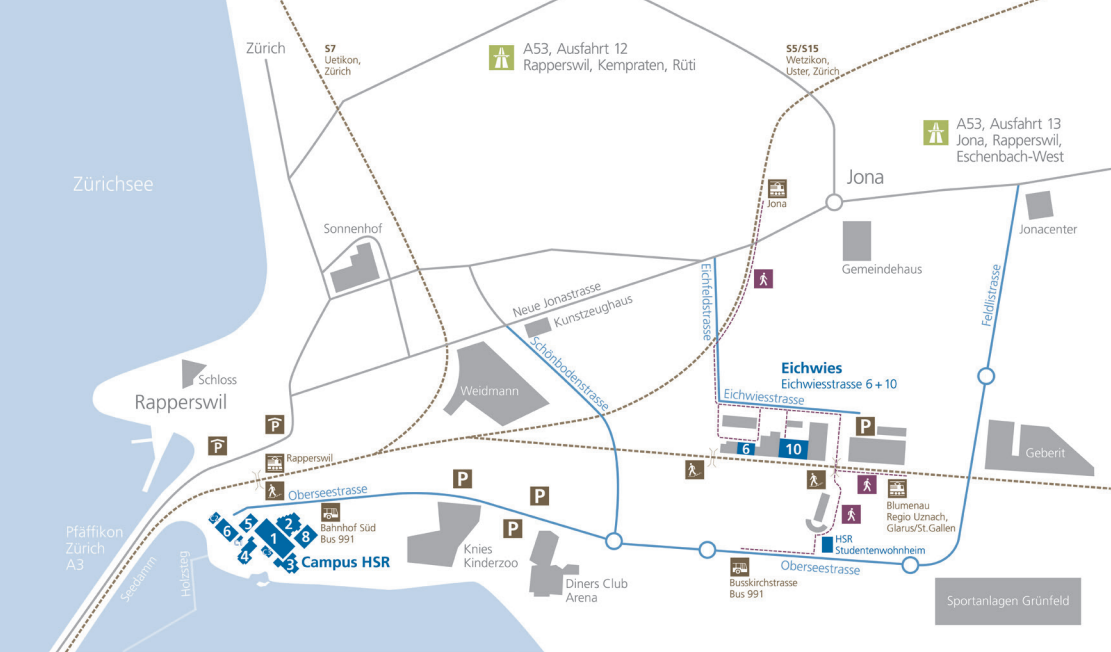 Zürich
S7
Uetikon,
Zürich
A53, Ausfahrt 12
Rapperswil, Kempraten, Rüti
S5/S15
Wetzikon,
Uster, Zürich
A53, Ausfahrt 13
Jona, Rapperswil,
Eschenbach-West
Zürichsee
Jona
Jona
Sonnenhof
Jonacenter
Gemeindehaus
Eichfeldstrasse
Feldlistrasse
Neue Jonastrasse
Kunstzeughaus
Schönbodenstrasse
Schloss
Rapperswil
Weidmann
Eichwies
Eichwiesstrasse 6 + 10
Eichwiesstrasse
P
P
P
6
10
Geberit
Rapperswil
Oberseestrasse
P
P
P
Bahnhof Süd
Bus 991
Blumenau
Regio Uznach,
Glarus/St.Gallen
Pfäffikon
Zürich
A3
6
5
2
1
8
4
3
Campus HSR
Knies
Kinderzoo
HSR
Studentenwohnheim
Oberseestrasse
Seedamm
Holzsteg
Diners Club
Arena
Busskirchstrasse
Bus 991
Sportanlagen Grünfeld